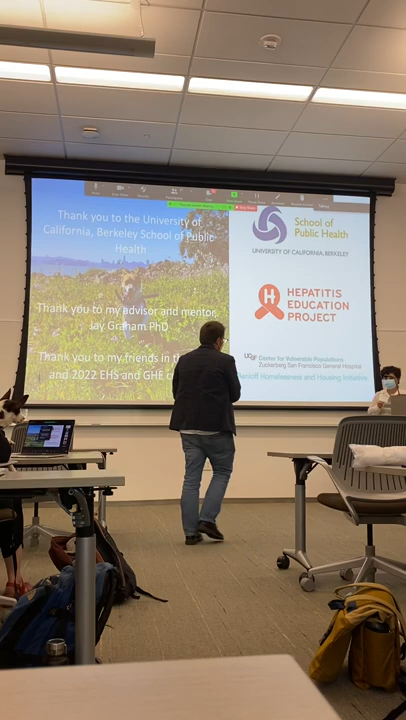 Thank you to the University of
California, Berkeley School of Public
Health
Thank you to my advisor and mentor,
Jay Graham PhD
Thank you to my friends in th
and 2022 EHS and GHE c
School of
Public Health
UNIVERSITY OF CALIFORNIA, BERKELEY
H
HEPATITIS
EDUCATION
PROJECT
UCSF Center for Vulnerable Populations
Zuckerberg San Francisco General Hospital
Benioff Homelessness and Housing Initiative